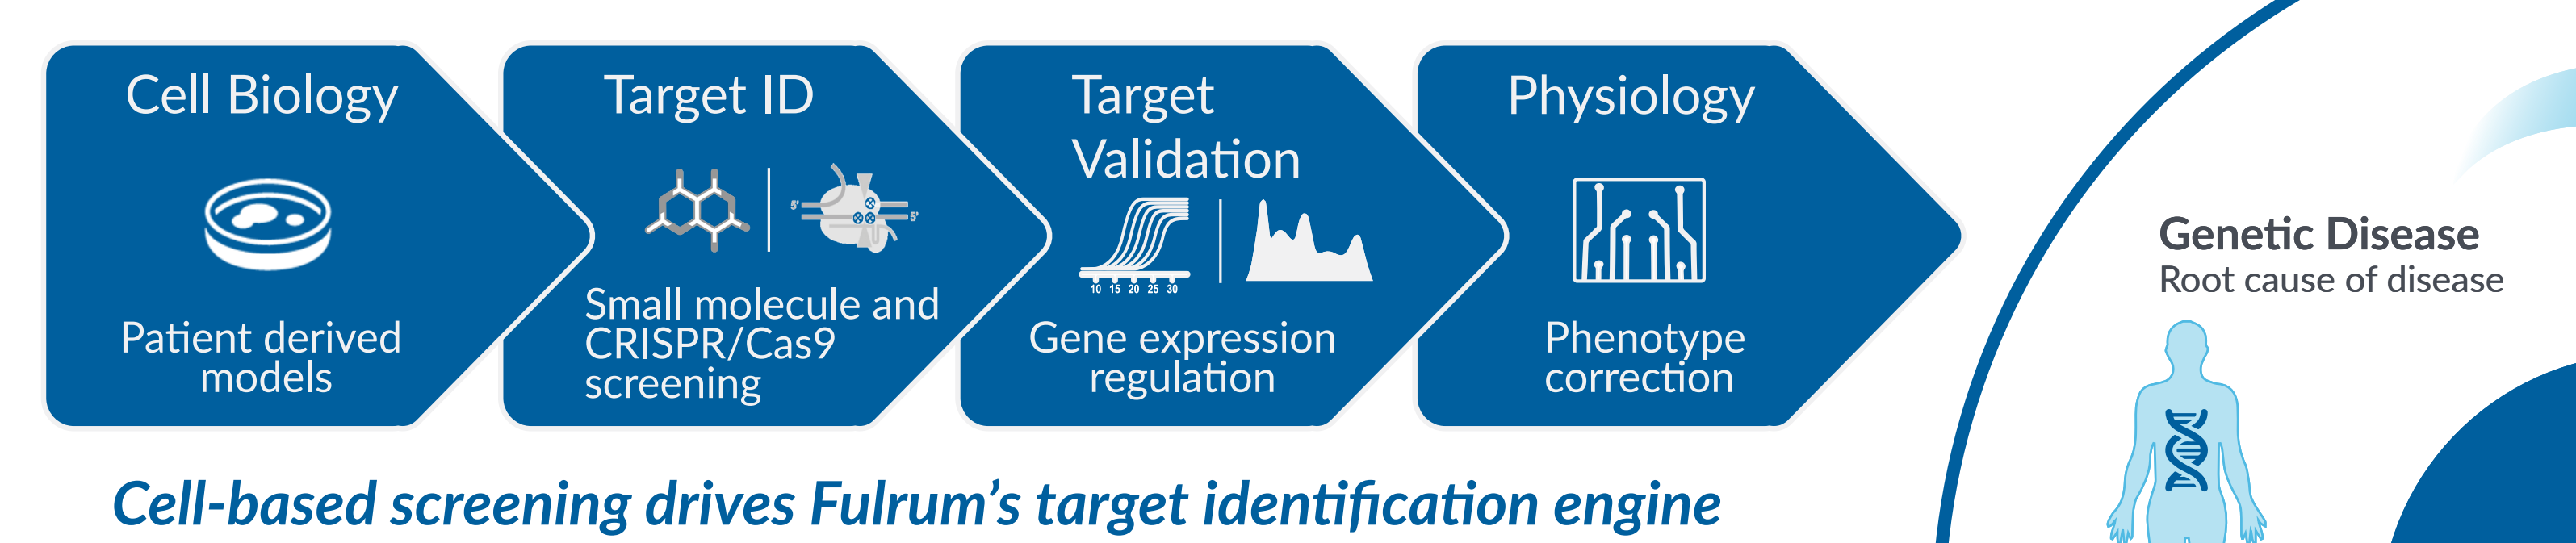 Cell Biology
Patient derived
models
Target ID
5'
5'
Small molecule and
CRISPR/Cas9
screening
Target
Validation
10 15 20 25 30
Gene expression
regulation
Physiology
Phenotype
correction
Cell-based screening drives Fulrum’s target identification engine
Genetic Disease
Root cause of disease